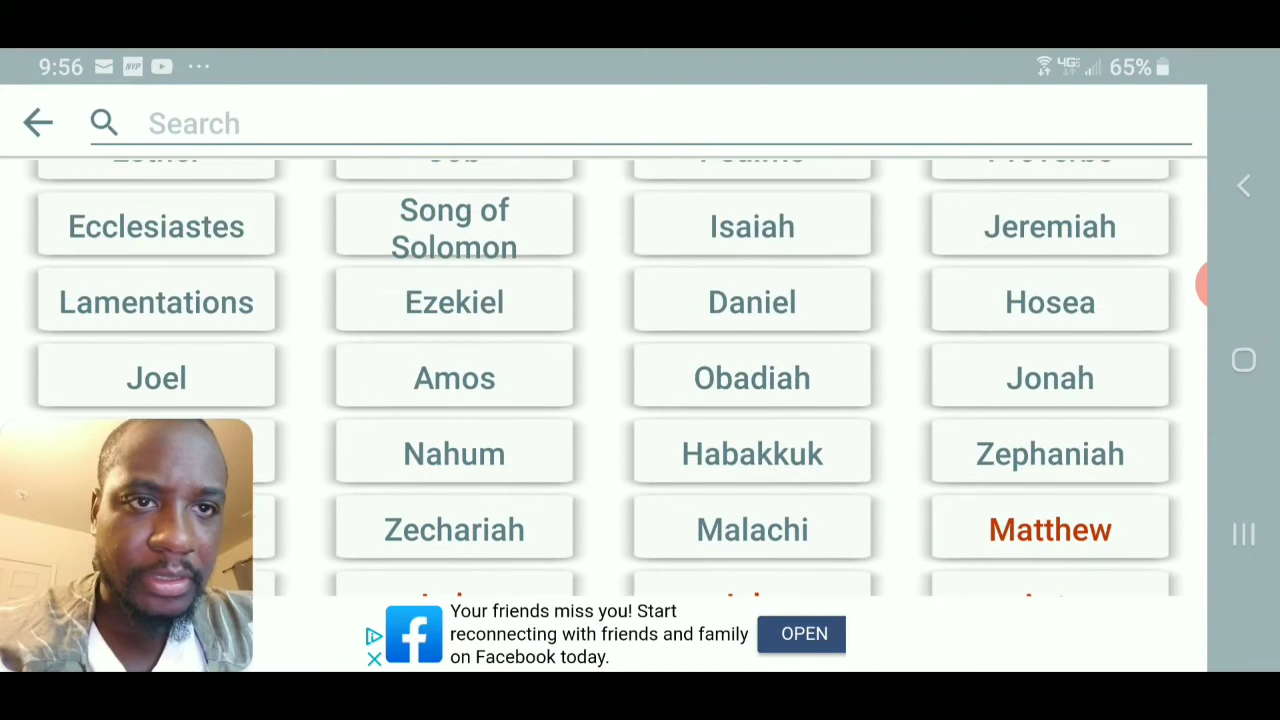 9:56 NYP ... 4GE 65%
Search
Ecclesiastes
Song of
Solomon
Isaiah
Jeremiah
Lamentations
Ezekiel
Daniel
Hosea
Joel
Amos
Obadiah
Jonah
Nahum
Habakkuk
Zephaniah
Zechariah
Malachi
Matthew
Your friends miss you! Start
reconnecting with friends and family
on Facebook today.
OPEN